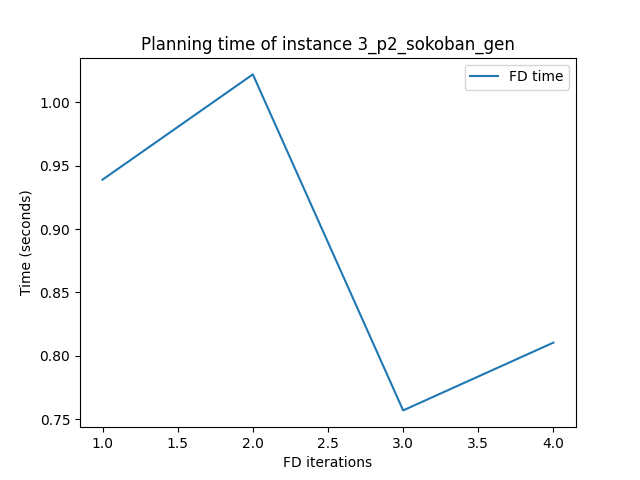 Planning time of instance 3_p2_sokoban_gen
FD time
Time (seconds)
1.00
0.95
0.90
0.85
0.80
0.75
1.0 1.5 2.0 2.5 3.0 3.5 4.0
FD iterations